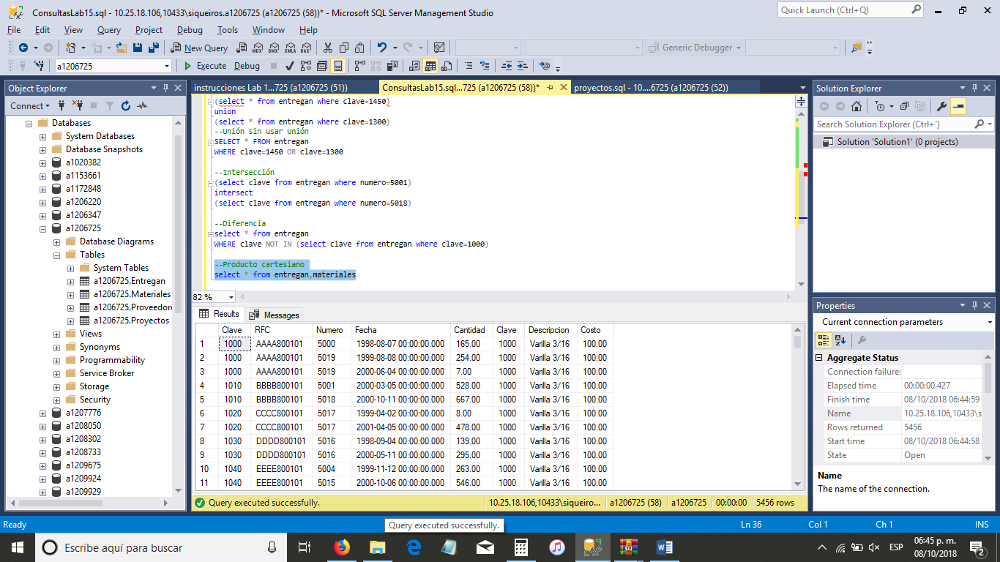 ConsultasLab15.sql - 10.25.18.106,10433\siqueiros.a1206725 (a1206725 (58))* - Microsoft SQL Server Management Studio
Quick Launch (Ctrl+Q)
File Edit View Query Project Debug Tools Window Help
New Query
MDX DMX XMLA DAX
Generic Debugger
a1206725
Execute Debug
Object Explorer
Connect
Databases
System Databases
Database Snapshots
a1020382
a1153661
a1172848
a1206220
a1206347
a1206725
Database Diagrams
Tables
System Tables
a1206725.Entregan
a1206725.Materiales
a1206725.Proveedor
a1206725.Proyectos
Views
Synonyms
Programmability
Service Broker
Storage
Security
a1207776
a1208050
a1208302
a1208733
a1209675
a1209924
a1209929
instrucciones Lab 1...725 (a1206725 (51))
ConsultasLab15.sql...725 (a1206725 (58))*
proyectos.sql - 10....6725 (a1206725 (52))
(select * from entregan where clave=1450)
union
(select * from entregan where clave=1300)
--Unión sin usar Unión
SELECT * FROM entregan
WHERE clave=1450 OR clave=1300
--Intersección
(select clave from entregan where numero=5001)
intersect
(select clave from entregan where numero=5018)
--Diferencia
select * from entregan
WHERE clave NOT IN (select clave from entregan where clave=1000)
--Producto cartesiano
select * from entregan,materiales
82 %
Results Messages
Clave RFC Numero Fecha Cantidad Clave Descripcion Costo
1 1000 AAAA800101 5000 1998-08-07 00:00:00.000 165.00 1000 Varilla 3/16 100.00
2 1000 AAAA800101 5019 1999-08-08 00:00:00.000 254.00 1000 Varilla 3/16 100.00
3 1000 AAAA800101 5019 2000-06-04 00:00:00.000 7.00 1000 Varilla 3/16 100.00
4 1010 BBBB800101 5001 2000-03-05 00:00:00.000 528.00 1000 Varilla 3/16 100.00
5 1010 BBBB800101 5018 2000-10-11 00:00:00.000 667.00 1000 Varilla 3/16 100.00
6 1020 CCCC800101 5017 1999-04-02 00:00:00.000 8.00 1000 Varilla 3/16 100.00
7 1020 CCCC800101 5017 2001-04-05 00:00:00.000 478.00 1000 Varilla 3/16 100.00
8 1030 DDDD800101 5016 1998-09-04 00:00:00.000 139.00 1000 Varilla 3/16 100.00
9 1030 DDDD800101 5016 2000-05-11 00:00:00.000 295.00 1000 Varilla 3/16 100.00
10 1040 EEEE800101 5004 1999-11-12 00:00:00.000 263.00 1000 Varilla 3/16 100.00
11 1040 EEEE800101 5015 2000-10-06 00:00:00.000 546.00 1000 Varilla 3/16 100.00
Query executed successfully.
10.25.18.106,10433\siqueiro... a1206725 (58) a1206725 00:00:00 5456 rows
Solution Explorer
Search Solution Explorer (Ctrl+´)
Solution 'Solution1' (0 projects)
Properties
Current connection parameters
Aggregate Status
Connection failures
Elapsed time 00:00:00.427
Finish time 08/10/2018 06:44:59
Name 10.25.18.106,10433\s
Rows returned 5456
Start time 08/10/2018 06:44:58
State Open
Name
The name of the connection.
Ready
Query executed successfully.
Ln 36 Col 1 Ch 1 INS
Escribe aquí para buscar
ESP
06:45 p. m.
08/10/2018
2